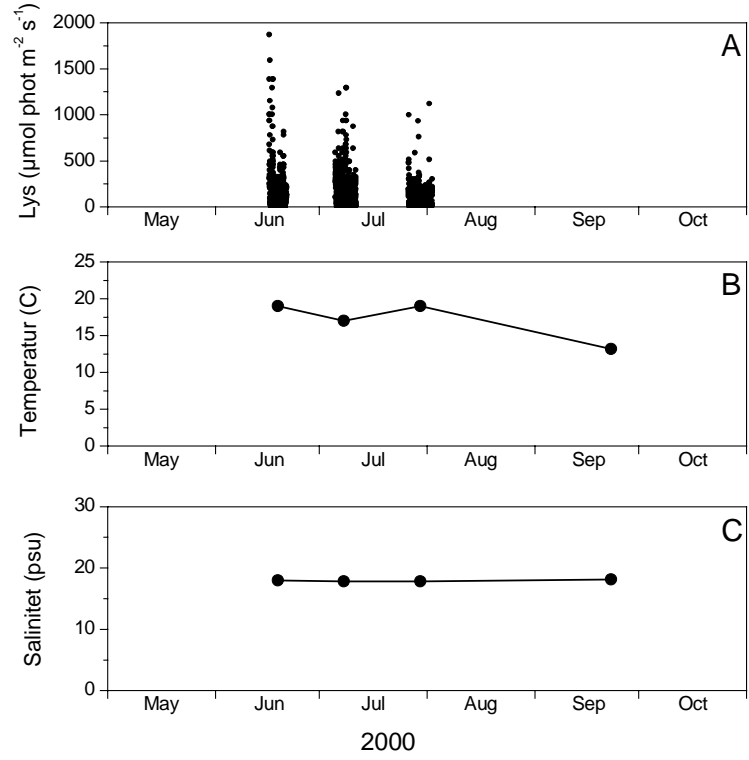 A
Lys (µmol phot m⁻² s⁻¹)
2000
1500
1000
500
0
May Jun Jul Aug Sep Oct
B
Temperatur (C)
25
20
15
10
5
0
May Jun Jul Aug Sep Oct
C
Salinitet (psu)
30
20
10
0
May Jun Jul Aug Sep Oct
2000